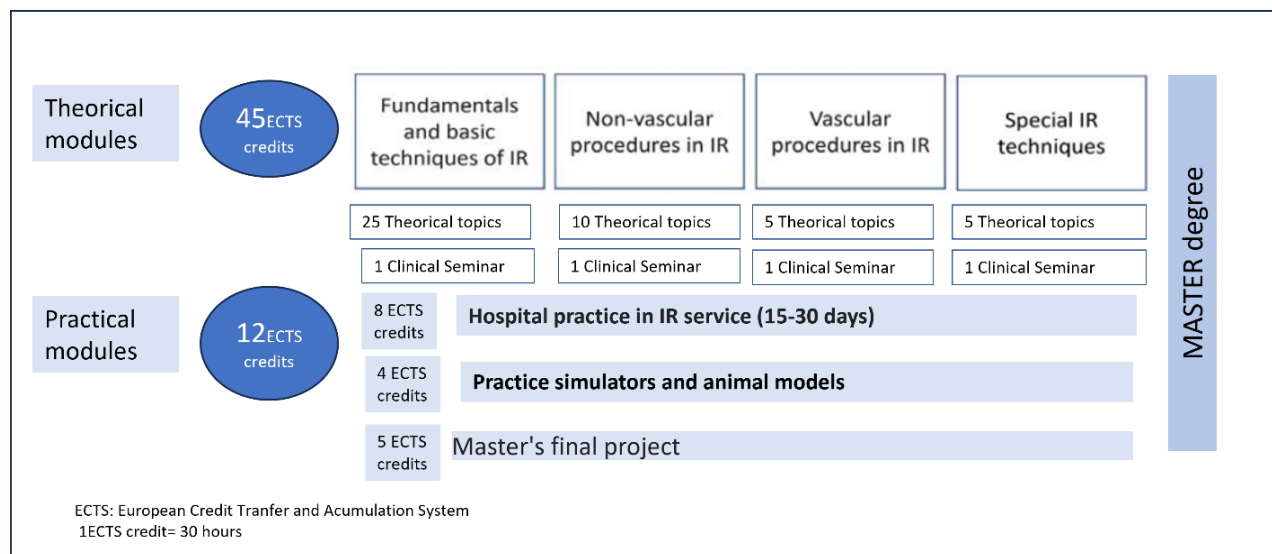 Theorical
modules
45 ECTS
credits
Fundamentals
and basic
techniques of IR
Non-vascular
procedures in IR
Vascular
procedures in IR
Special IR
techniques
25 Theorical topics
10 Theorical topics
5 Theorical topics
5 Theorical topics
1 Clinical Seminar
1 Clinical Seminar
1 Clinical Seminar
1 Clinical Seminar
Practical
modules
12 ECTS
credits
8 ECTS
credits
Hospital practice in IR service (15-30 days)
4 ECTS
credits
Practice simulators and animal models
5 ECTS
credits
Master's final project
MASTER degree
ECTS: European Credit Tranfer and Acumulation System
1ECTS credit= 30 hours